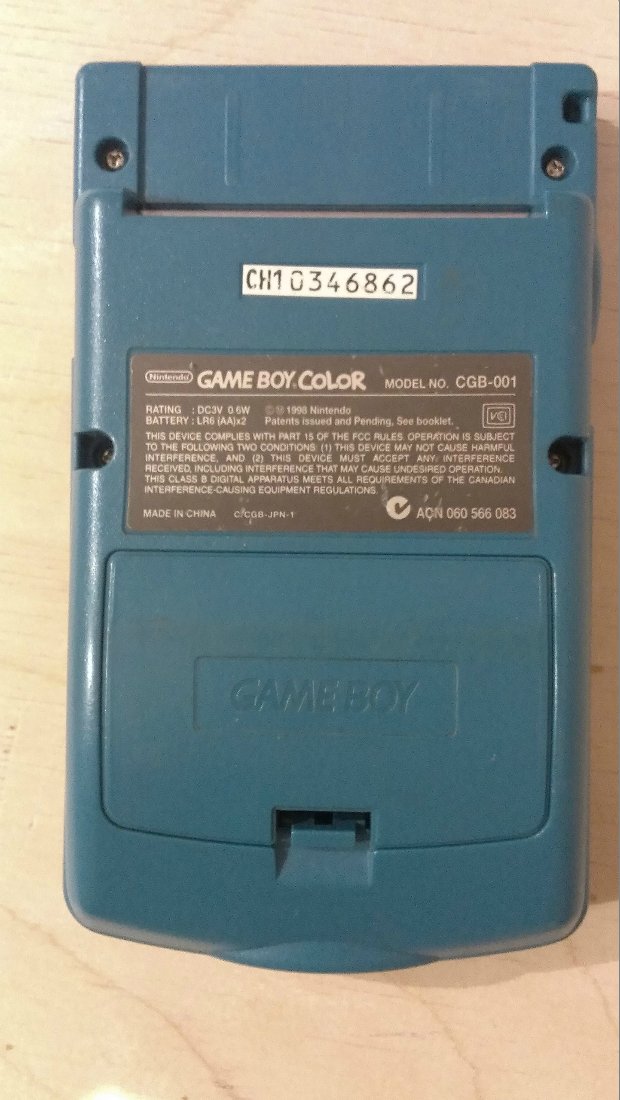 CH10346862
Nintendo GAME BOY COLOR MODEL NO. CGB-001
RATING : DC3V 0.6W ©® 1998 Nintendo
BATTERY : LR6 (AA)x2 Patents issued and Pending, See booklet. VCI
THIS DEVICE COMPLIES WITH PART 15 OF THE FCC RULES. OPERATION IS SUBJECT
TO THE FOLLOWING TWO CONDITIONS: (1) THIS DEVICE MAY NOT CAUSE HARMFUL
INTERFERENCE, AND (2) THIS DEVICE MUST ACCEPT ANY INTERFERENCE
RECEIVED, INCLUDING INTERFERENCE THAT MAY CAUSE UNDESIRED OPERATION.
THIS CLASS B DIGITAL APPARATUS MEETS ALL REQUIREMENTS OF THE CANADIAN
INTERFERENCE-CAUSING EQUIPMENT REGULATIONS.
MADE IN CHINA C/CGB-JPN-1 ACN 060 566 083
GAME BOY